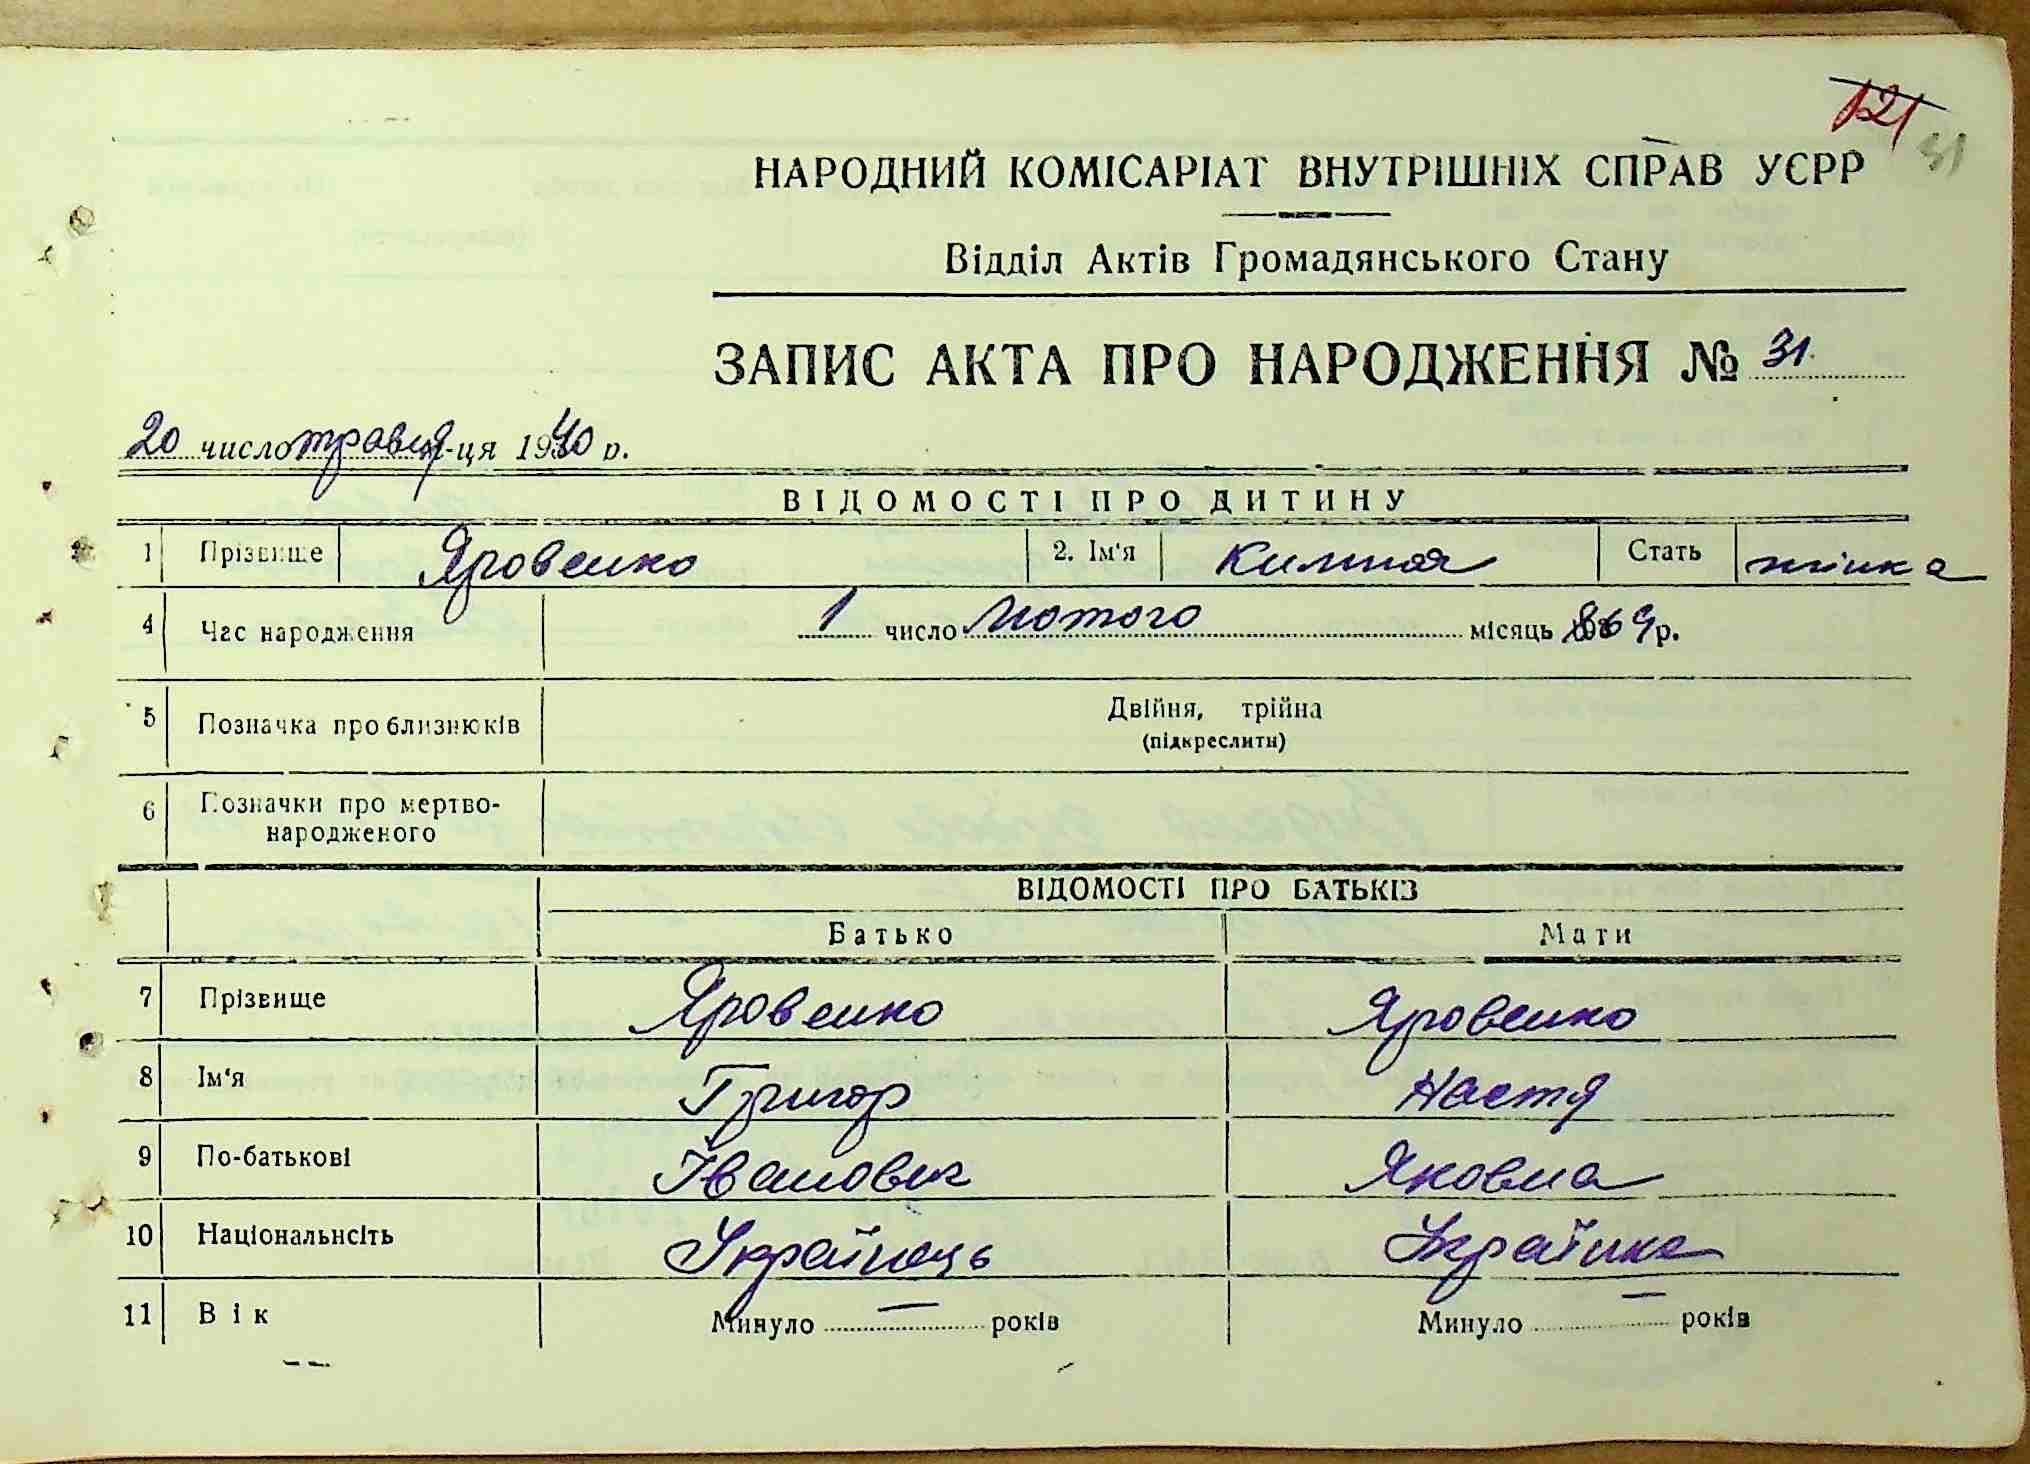 121
31
НАРОДНИЙ КОМІСАРІАТ ВНУТРІШНІХ СПРАВ УСРР
Відділ Актів Громадянського Стану
ЗАПИС АКТА ПРО НАРОДЖЕННЯ № 31
20 число травня м-ця 1940 р.
ВІДОМОСТІ ПРО ДИТИНУ
1 Прізвище Яровенко 2. Ім'я Килина Стать жінка
4 Час народження 1 число Лютого місяць 1869 р.
5 Позначка про близнюків Двійня, трійна
(підкреслити)
6 Позначки про мертво-
народженого
ВІДОМОСТІ ПРО БАТЬКІВ
Батько Мати
7 Прізвище Яровенко Яровенко
8 Ім'я Григор Настя
9 По-батькові Іванович Яковна
10 Національнсіть Українець Українка
11 Вік Минуло — років Минуло — років